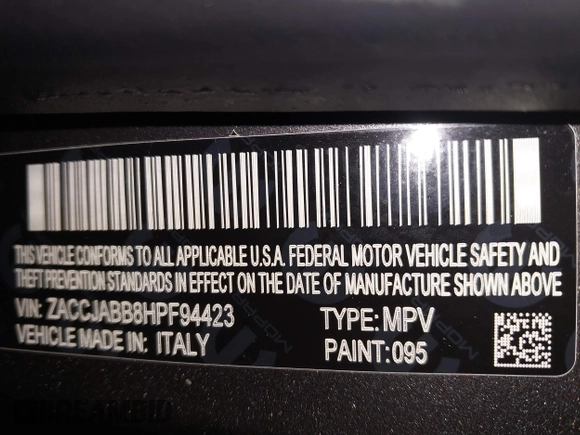 THIS VEHICLE CONFORMS TO ALL APPLICABLE U.S.A. FEDERAL MOTOR VEHICLE SAFETY AND
THEFT PREVENTION STANDARDS IN EFFECT ON THE DATE OF MANUFACTURE SHOWN ABOVE
VIN: ZACCJABB8HPF94423 TYPE: MPV
VEHICLE MADE IN: ITALY PAINT: 095
MOPAR